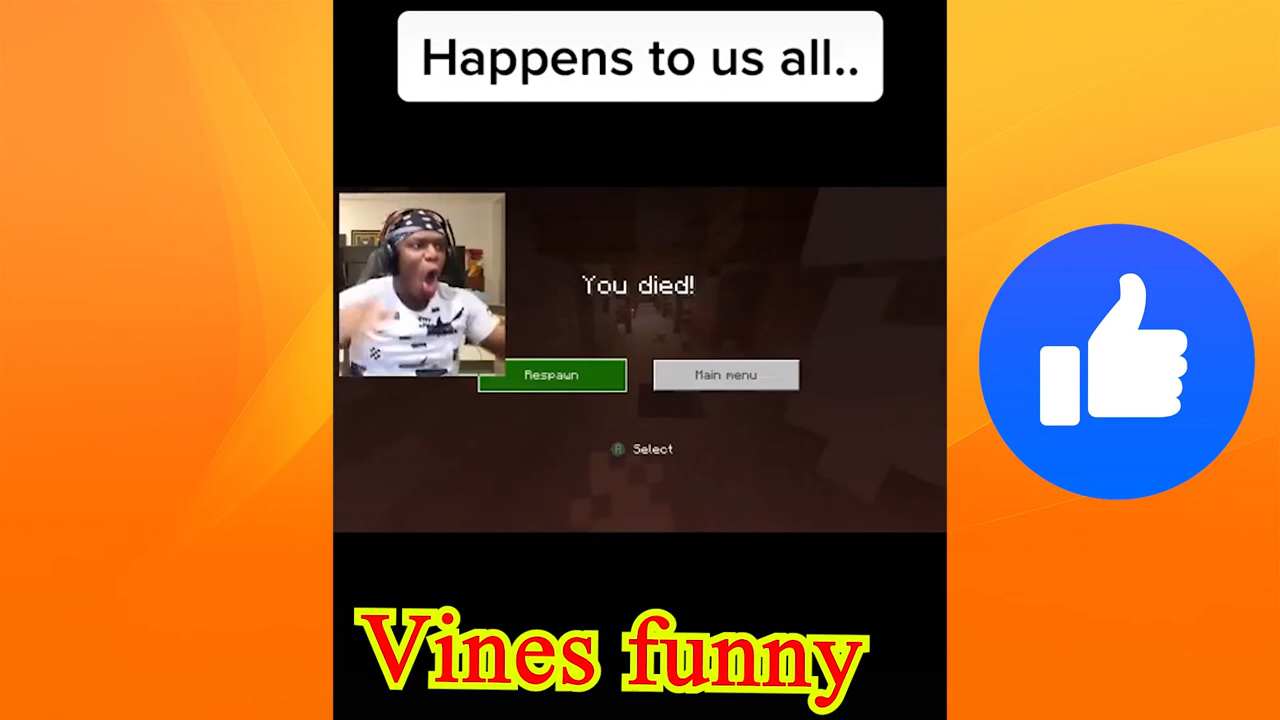 Happens to us all..
You died!
Respawn
Main menu
A Select
Vines funny